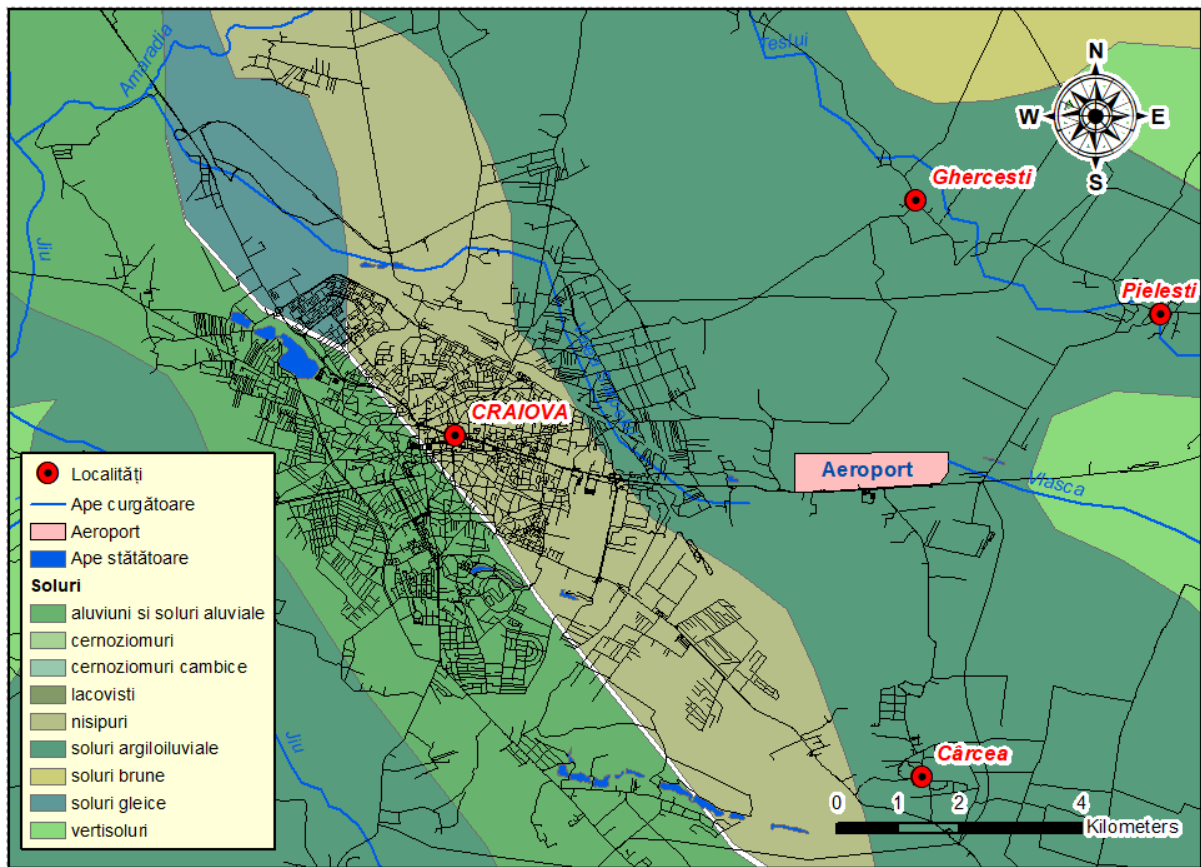 Amaradia
Teslui
N
W
E
S
Ghercesti
Jiu
Pielesti
CRAIOVA
Aeroport
Vlasca
Localități
Ape curgătoare
Aeroport
Ape stătătoare
Soluri
aluviuni si soluri aluviale
cernoziomuri
cernoziomuri cambice
lacovisti
nisipuri
soluri argiloiluviale
soluri brune
soluri gleice
vertisoluri
Jiu
Cârcea
0 1 2 4
Kilometers